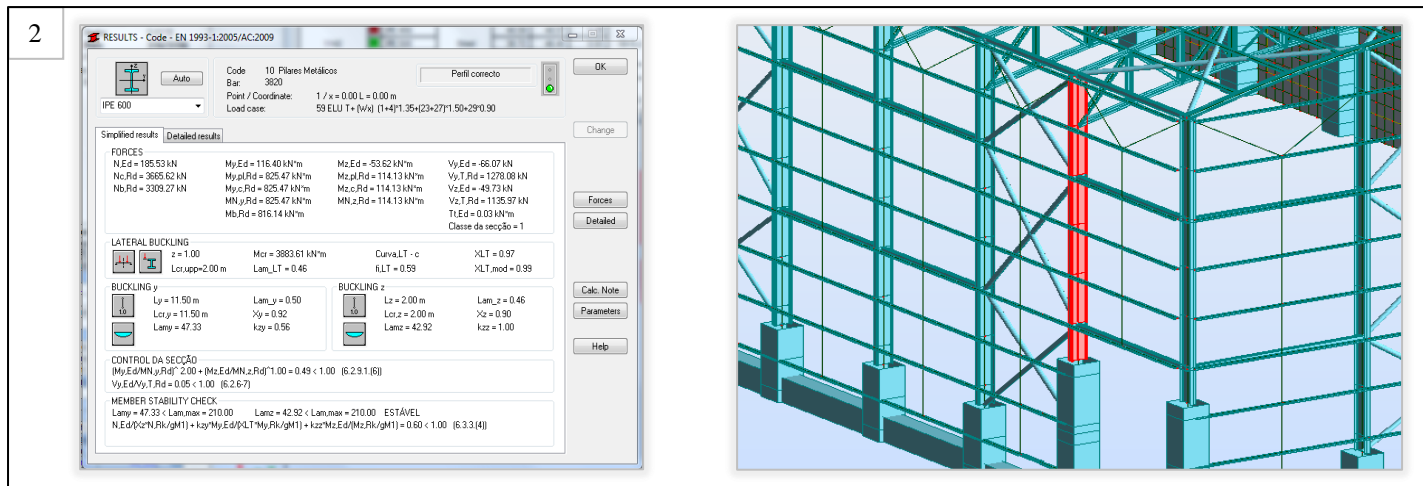 2
RESULTS - Code - EN 1993-1:2005/AC:2009
Auto
IPE 600
Code 10 Pilares Metálicos
Bar: 3820
Point / Coordinate: 1 / x = 0.00 L = 0.00 m
Load case: 59 ELU T+ (Wx) (1+4)*1.35+(23+27)*1.50+29*0.90
Perfil correcto
OK
Change
Simplified results Detailed results
FORCES
N,Ed = 185.53 kN My,Ed = 116.40 kN*m Mz,Ed = -53.62 kN*m Vy,Ed = -66.07 kN
Nc,Rd = 3665.62 kN My,pl,Rd = 825.47 kN*m Mz,pl,Rd = 114.13 kN*m Vy,T,Rd = 1278.08 kN
Nb,Rd = 3309.27 kN My,c,Rd = 825.47 kN*m Mz,c,Rd = 114.13 kN*m Vz,Ed = -49.73 kN
MN,y,Rd = 825.47 kN*m MN,z,Rd = 114.13 kN*m Vz,T,Rd = 1135.97 kN
Mb,Rd = 816.14 kN*m Tt,Ed = 0.03 kN*m
Classe da secção = 1
Forces
Detailed
LATERAL BUCKLING
z = 1.00 Mcr = 3883.61 kN*m Curva,LT - c XLT = 0.97
Lcr,upp=2.00 m Lam_LT = 0.46 fi,LT = 0.59 XLT,mod = 0.99
BUCKLING y BUCKLING z
Ly = 11.50 m Lam_y = 0.50 Lz = 2.00 m Lam_z = 0.46
1.0 Lcr,y = 11.50 m Xy = 0.92 1.0 Lcr,z = 2.00 m Xz = 0.90
Lamy = 47.33 kzy = 0.56 Lamz = 42.92 kzz = 1.00
Calc. Note
Parameters
Help
CONTROL DA SECÇÃO
(My,Ed/MN,y,Rd)^ 2.00 + (Mz,Ed/MN,z,Rd)^1.00 = 0.49 < 1.00 (6.2.9.1.(6))
Vy,Ed/Vy,T,Rd = 0.05 < 1.00 (6.2.6-7)
MEMBER STABILITY CHECK
Lamy = 47.33 < Lam,max = 210.00 Lamz = 42.92 < Lam,max = 210.00 ESTÁVEL
N,Ed/(Xz*N,Rk/gM1) + kzy*My,Ed/(XLT*My,Rk/gM1) + kzz*Mz,Ed/(Mz,Rk/gM1) = 0.60 < 1.00 (6.3.3.(4))